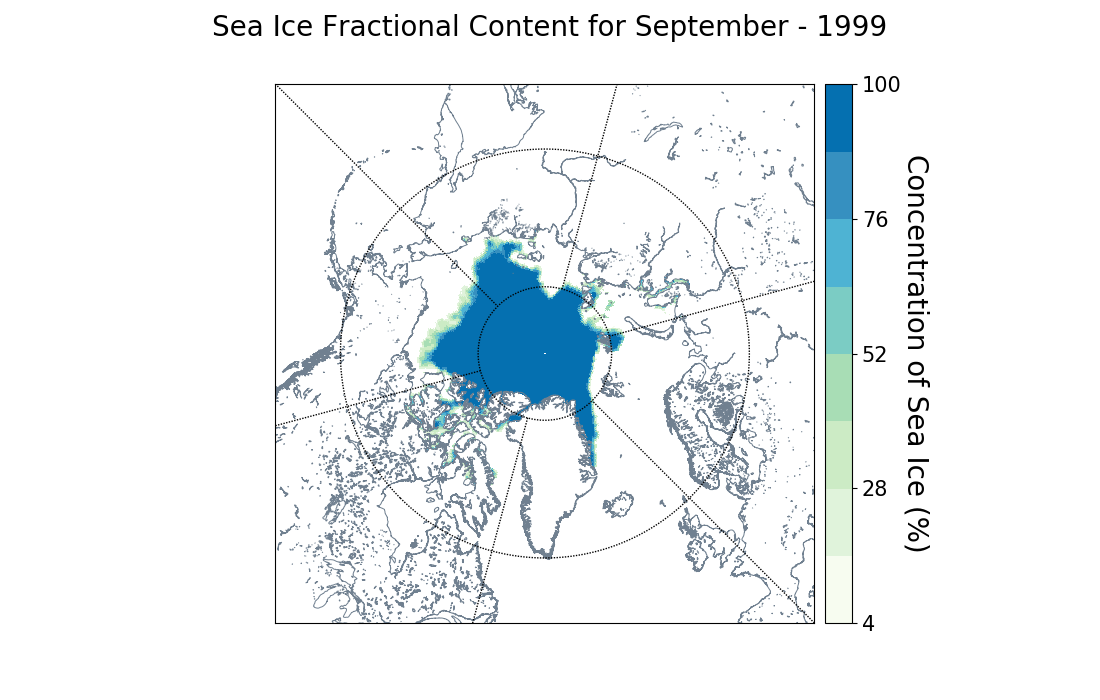 Sea Ice Fractional Content for September - 1999
100
76
52
28
4
Concentration of Sea Ice (%)